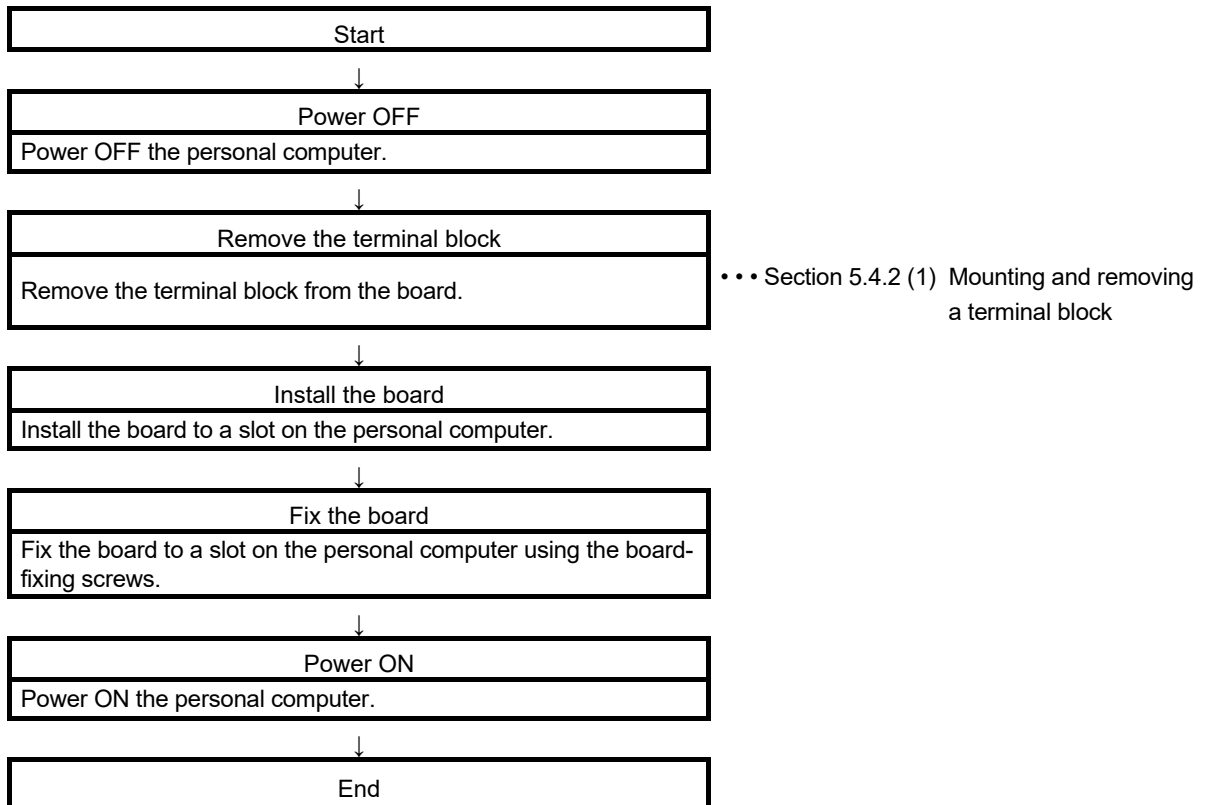 Start
↓
Power OFF
Power OFF the personal computer.
↓
Remove the terminal block
Remove the terminal block from the board.
• • • Section 5.4.2 (1) Mounting and removing
a terminal block
↓
Install the board
Install the board to a slot on the personal computer.
↓
Fix the board
Fix the board to a slot on the personal computer using the board-
fixing screws.
↓
Power ON
Power ON the personal computer.
↓
End